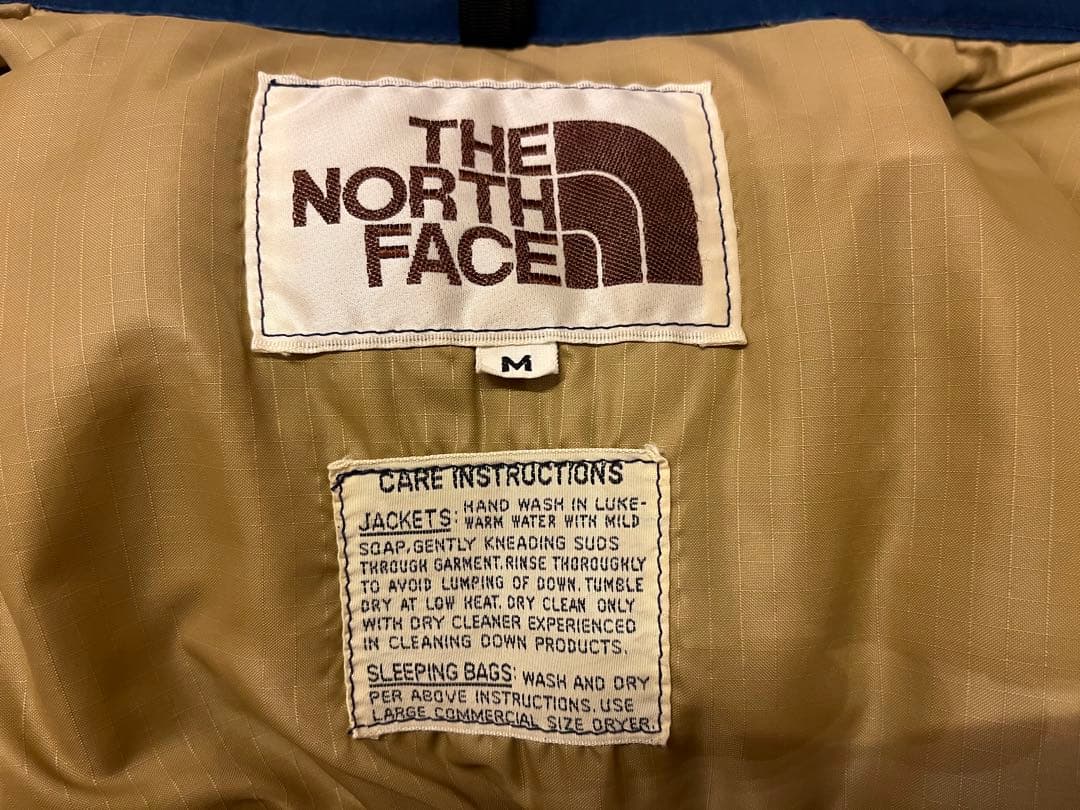 THE
NORTH
FACE
M
CARE INSTRUCTIONS
JACKETS: HAND WASH IN LUKE-
WARM WATER WITH MILD
SOAP, GENTLY KNEADING SUDS
THROUGH GARMENT. RINSE THOROUGHLY
TO AVOID LUMPING OF DOWN. TUMBLE
DRY AT LOW HEAT. DRY CLEAN ONLY
WITH DRY CLEANER EXPERIENCED
IN CLEANING DOWN PRODUCTS.
SLEEPING BAGS: WASH AND DRY
PER ABOVE INSTRUCTIONS. USE
LARGE COMMERCIAL SIZE DRYER.